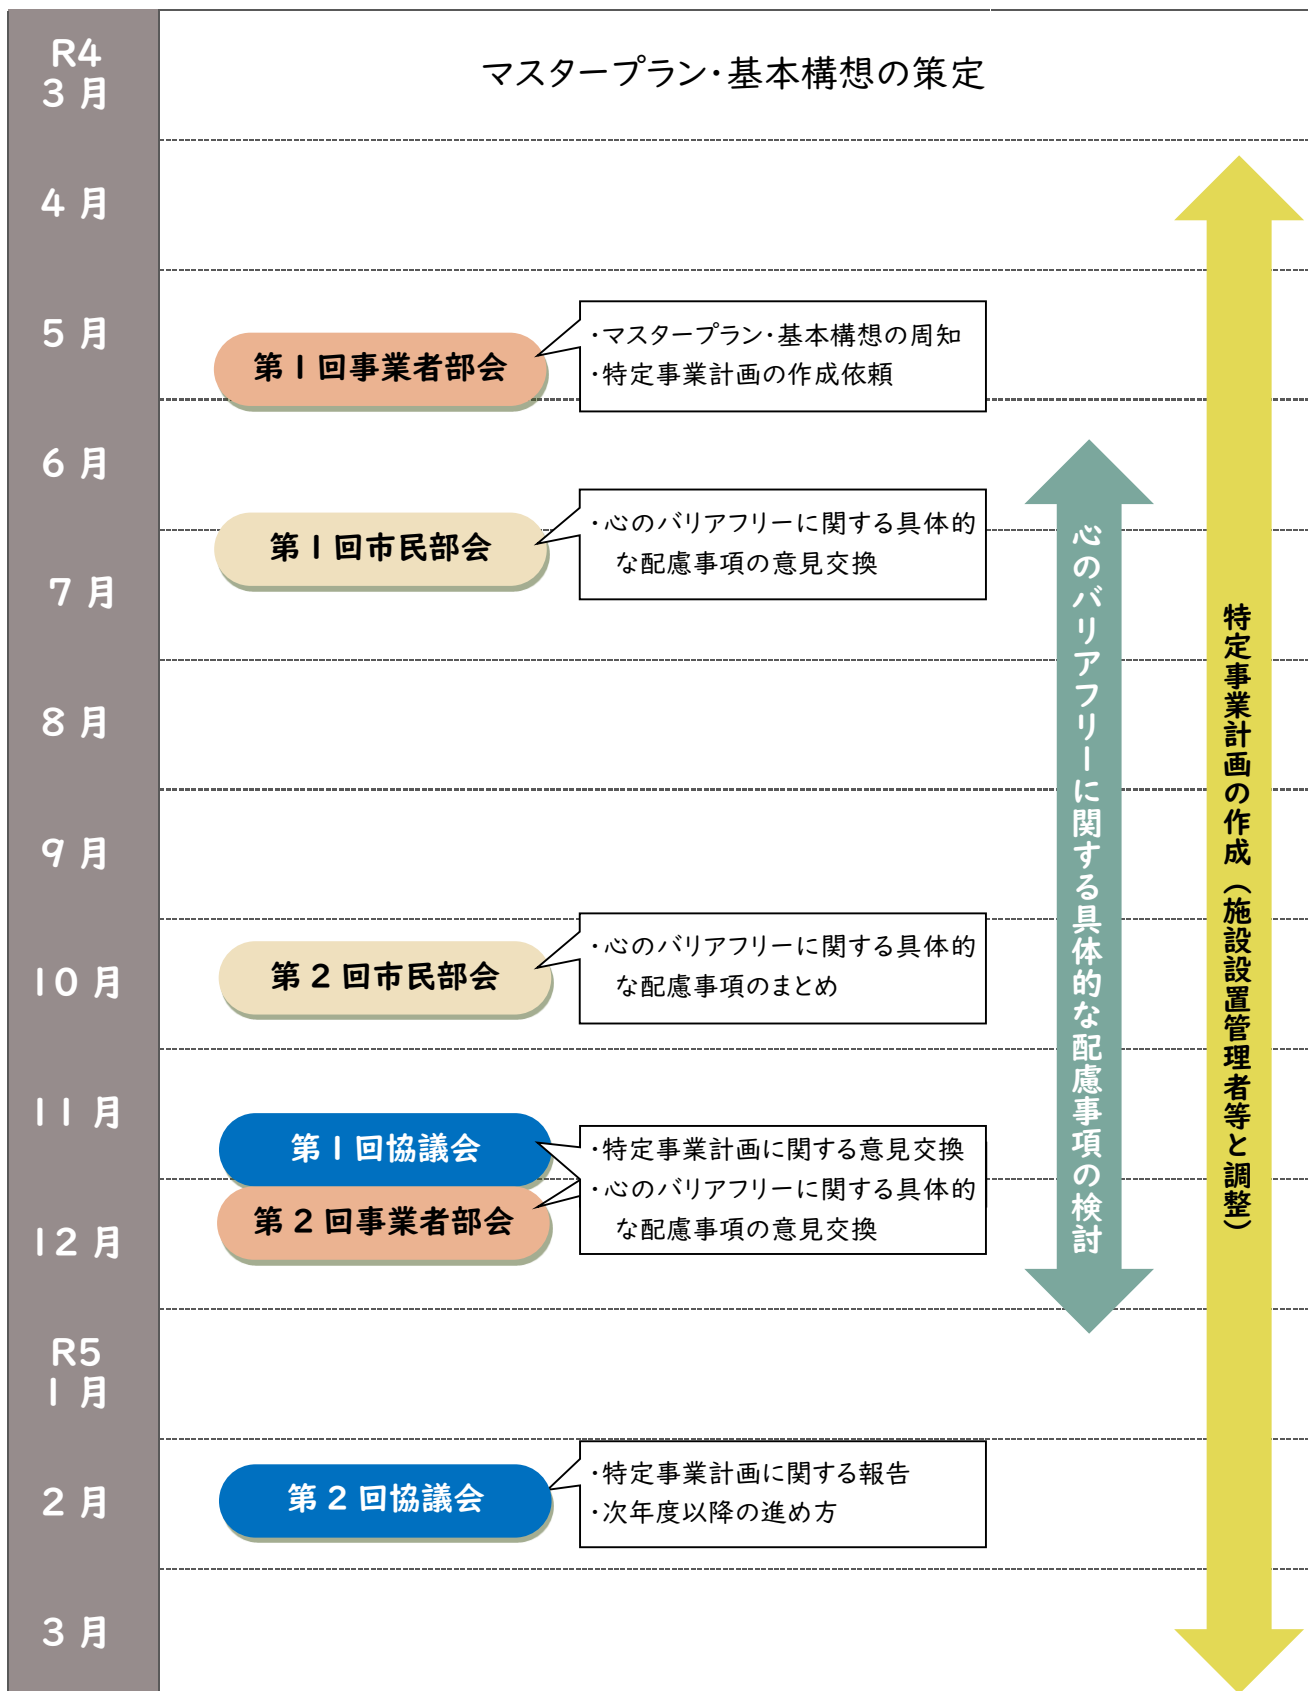 R4
3月
マスタープラン・基本構想の策定
4月
5月
第1回事業者部会
・マスタープラン・基本構想の周知
・特定事業計画の作成依頼
6月
第1回市民部会
・心のバリアフリーに関する具体的
な配慮事項の意見交換
7月
8月
9月
10月
第2回市民部会
・心のバリアフリーに関する具体的
な配慮事項のまとめ
11月
第1回協議会
・特定事業計画に関する意見交換
・心のバリアフリーに関する具体的
な配慮事項の意見交換
12月
第2回事業者部会
R5
1月
2月
第2回協議会
・特定事業計画に関する報告
・次年度以降の進め方
3月
心のバリアフリーに関する具体的な配慮事項の検討
特定事業計画の作成（施設設置管理者等と調整）